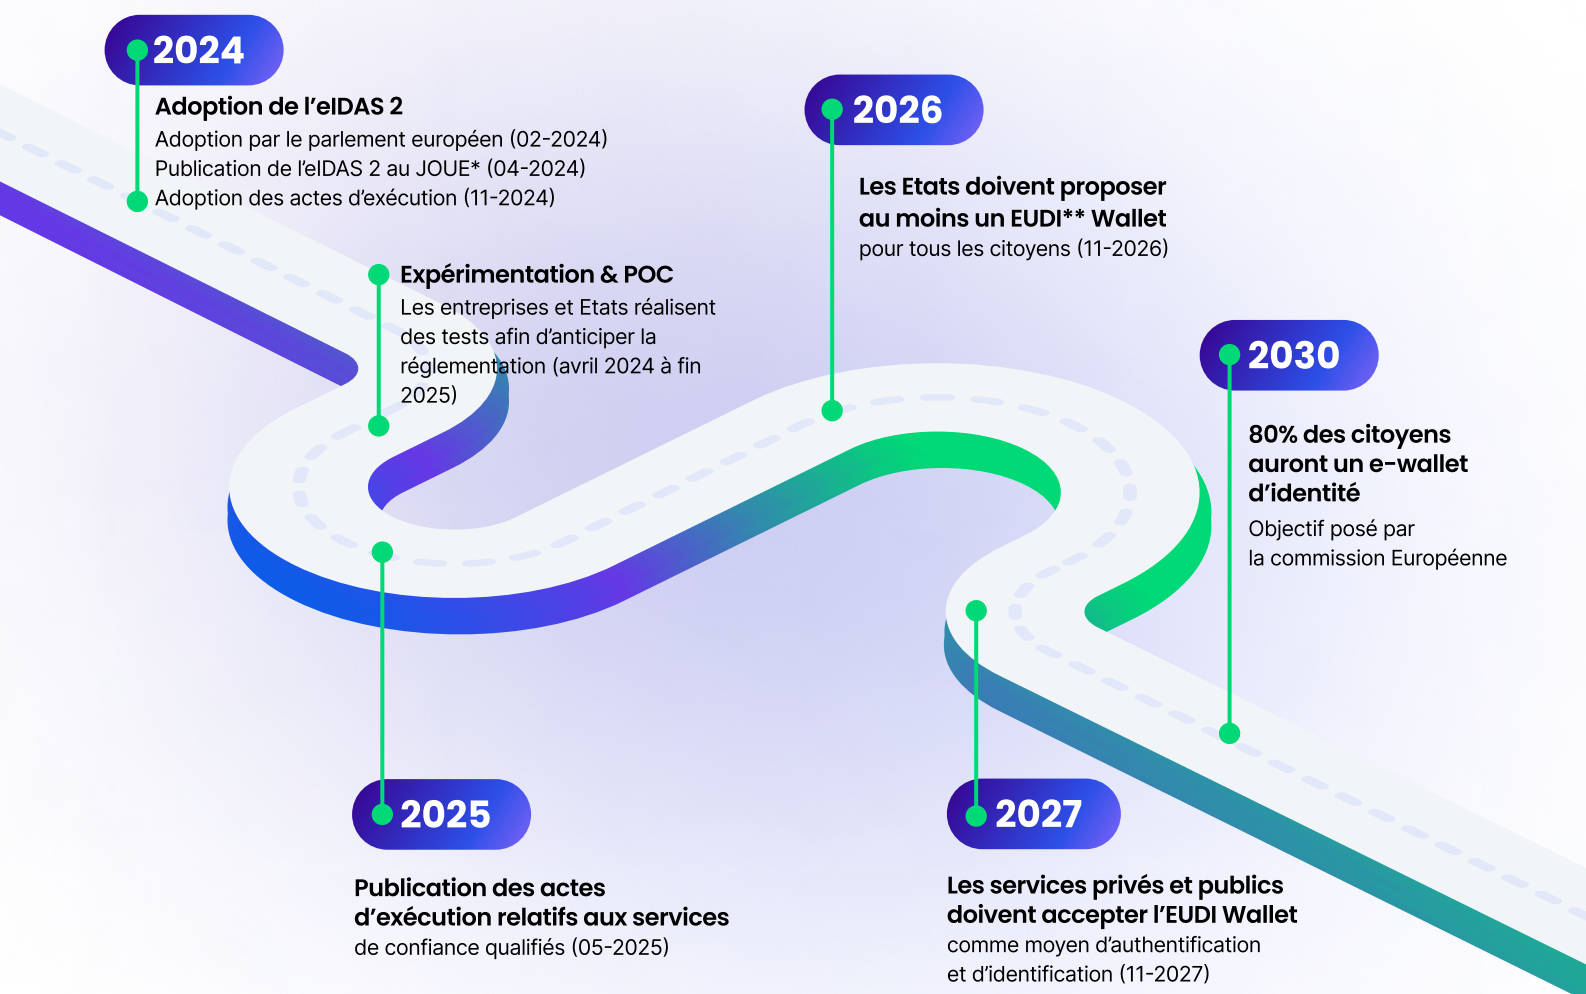 2024
Adoption de l’eIDAS 2
Adoption par le parlement européen (02-2024)
Publication de l’eIDAS 2 au JOUE* (04-2024)
Adoption des actes d’exécution (11-2024)
Expérimentation & POC
Les entreprises et Etats réalisent
des tests afin d’anticiper la
réglementation (avril 2024 à fin
2025)
2025
Publication des actes
d’exécution relatifs aux services
de confiance qualifiés (05-2025)
2026
Les Etats doivent proposer
au moins un EUDI** Wallet
pour tous les citoyens (11-2026)
2027
Les services privés et publics
doivent accepter l’EUDI Wallet
comme moyen d’authentification
et d’identification (11-2027)
2030
80% des citoyens
auront un e-wallet
d’identité
Objectif posé par
la commission Européenne